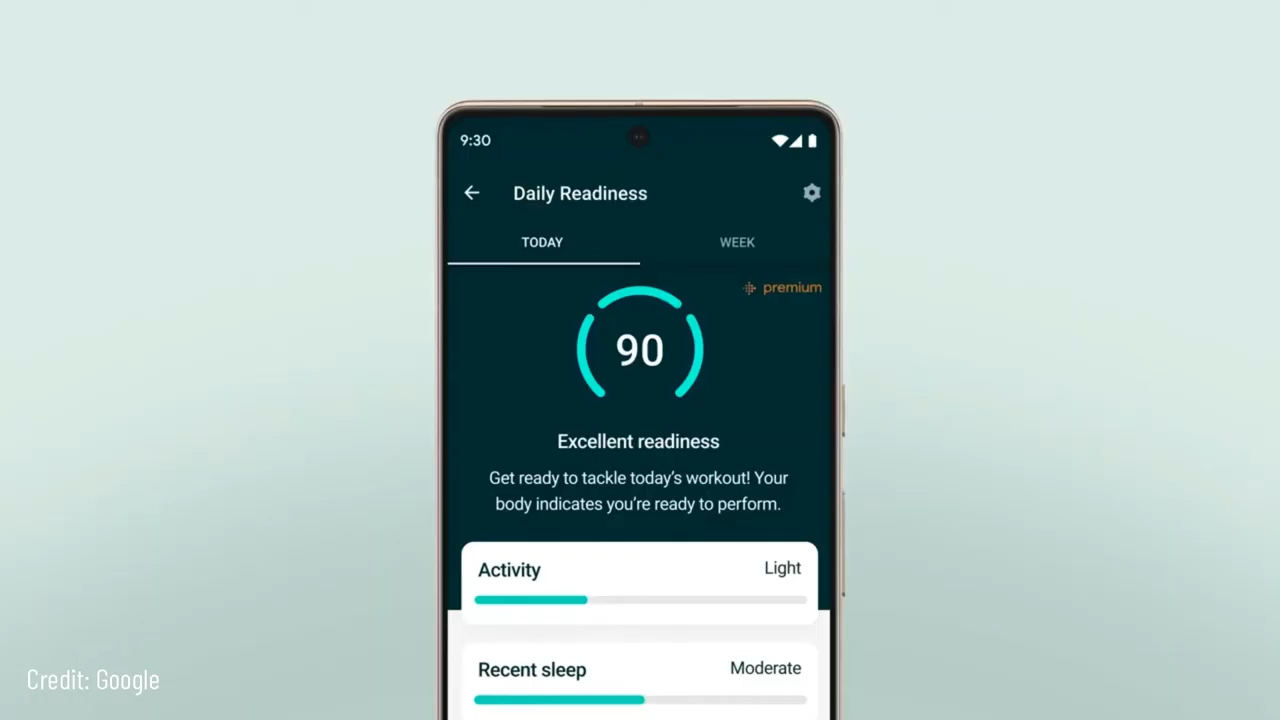 9:30
Daily Readiness
TODAY
WEEK
premium
90
Excellent readiness
Get ready to tackle today's workout! Your
body indicates you're ready to perform.
Activity
Light
Recent sleep
Moderate
Credit: Google